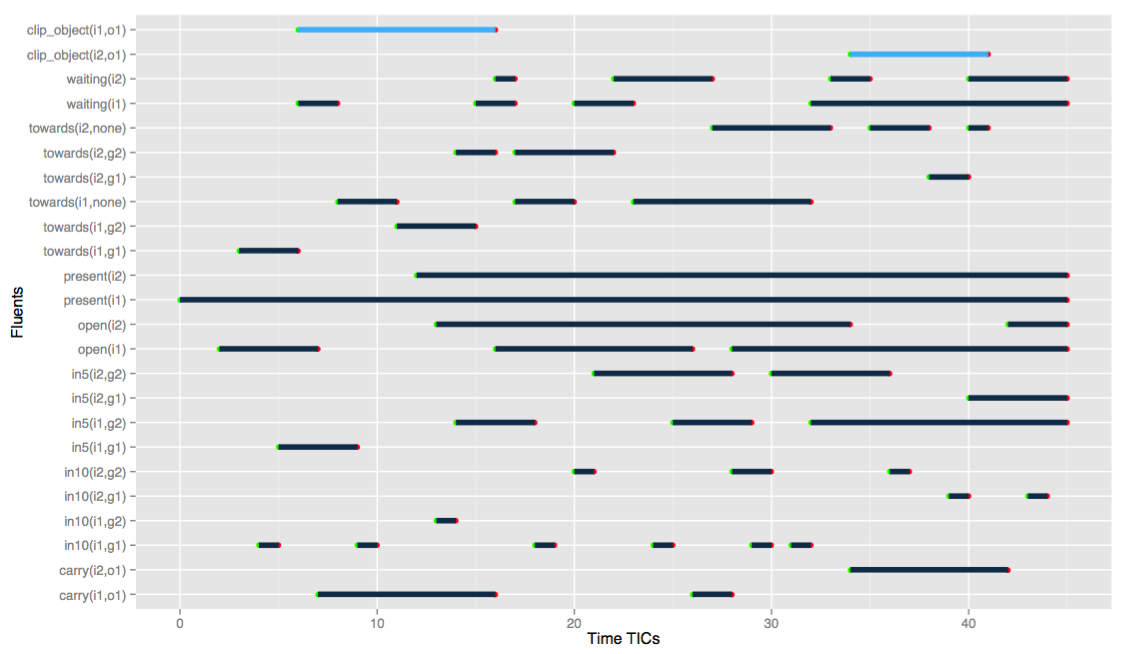 clip_object(i1,o1)
clip_object(i2,o1)
waiting(i2)
waiting(i1)
towards(i2,none)
towards(i2,g2)
towards(i2,g1)
towards(i1,none)
towards(i1,g2)
towards(i1,g1)
present(i2)
present(i1)
open(i2)
open(i1)
in5(i2,g2)
in5(i2,g1)
in5(i1,g2)
in5(i1,g1)
in10(i2,g2)
in10(i2,g1)
in10(i1,g2)
in10(i1,g1)
carry(i2,o1)
carry(i1,o1)
Fluents
0 10 20 30 40
Time TICs